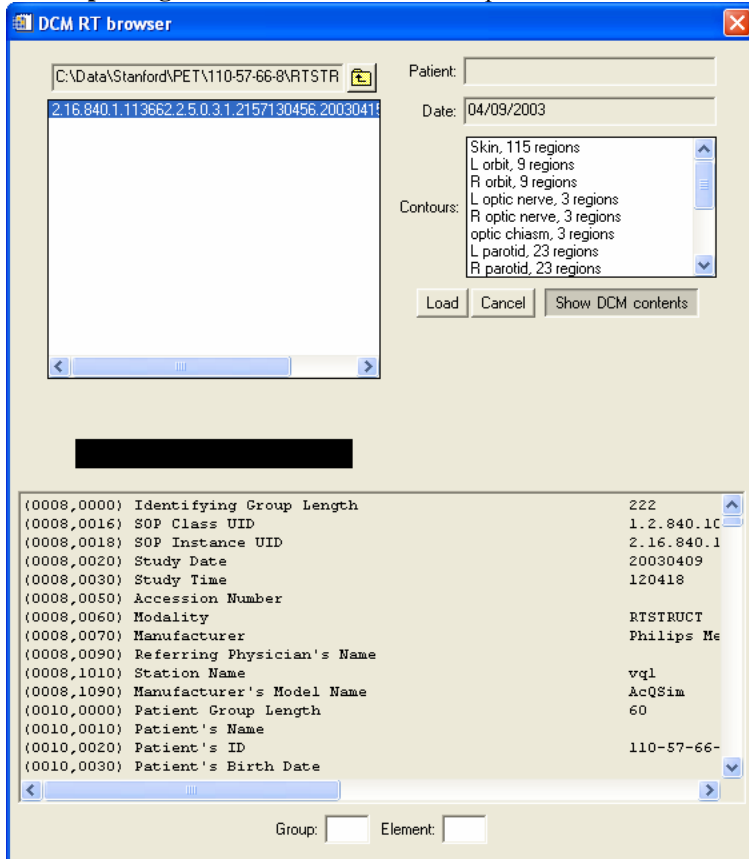 DCM RT browser
C:\Data\Stanford\PET\110-57-66-8\RTSTR
Patient:
2.16.840.1.113662.2.5.0.3.1.2157130456.20030415
Date: 04/09/2003
Contours:
Skin, 115 regions
L orbit, 9 regions
R orbit, 9 regions
L optic nerve, 3 regions
R optic nerve, 3 regions
optic chiasm, 3 regions
L parotid, 23 regions
R parotid, 23 regions
Load Cancel Show DCM contents
(0008,0000) Identifying Group Length 222
(0008,0016) SOP Class UID 1.2.840.10
(0008,0018) SOP Instance UID 2.16.840.1
(0008,0020) Study Date 20030409
(0008,0030) Study Time 120418
(0008,0050) Accession Number
(0008,0060) Modality RTSTRUCT
(0008,0070) Manufacturer Philips Me
(0008,0090) Referring Physician's Name
(0008,1010) Station Name vql
(0008,1090) Manufacturer's Model Name AcQSim
(0010,0000) Patient Group Length 60
(0010,0010) Patient's Name
(0010,0020) Patient's ID 110-57-66-
(0010,0030) Patient's Birth Date
Group: Element: